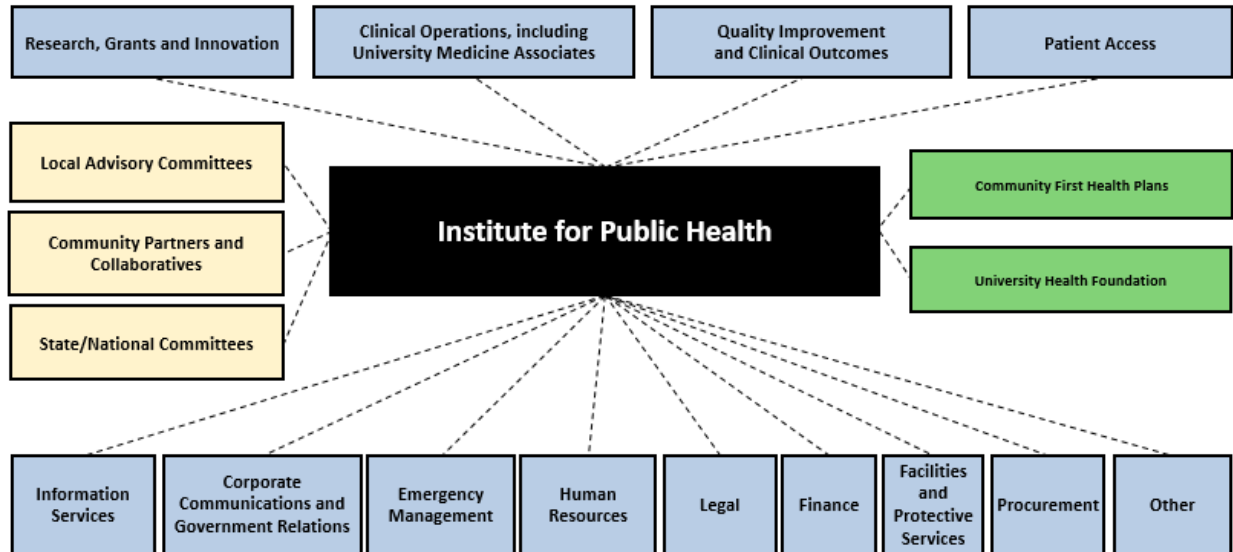 Research, Grants and Innovation
Clinical Operations, including
University Medicine Associates
Quality Improvement
and Clinical Outcomes
Patient Access
Local Advisory Committees
Community Partners and
Collaboratives
State/National Committees
Institute for Public Health
Community First Health Plans
University Health Foundation
Information
Services
Corporate
Communications and
Government Relations
Emergency
Management
Human
Resources
Legal
Finance
Facilities
and
Protective
Services
Procurement
Other